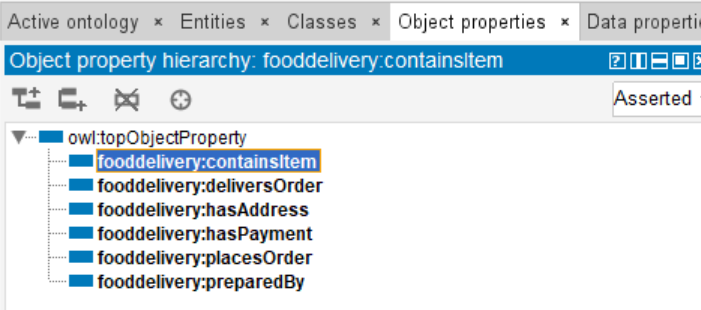 Active ontology × Entities × Classes × Object properties × Data properti
Object property hierarchy: fooddelivery:containsItem
Asserted
owl:topObjectProperty
fooddelivery:containsItem
fooddelivery:deliversOrder
fooddelivery:hasAddress
fooddelivery:hasPayment
fooddelivery:placesOrder
fooddelivery:preparedBy